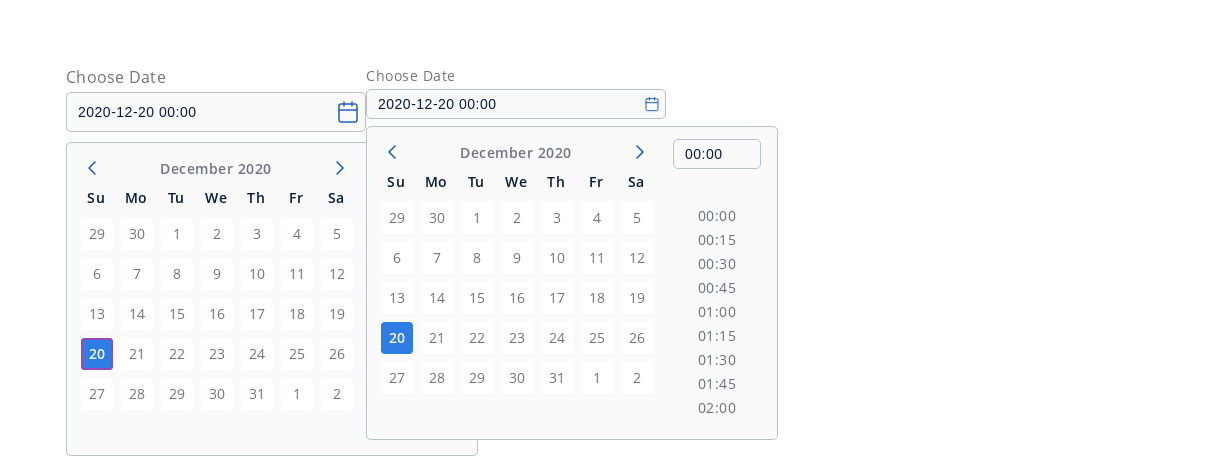 Choose Date
2020-12-20 00:00
December 2020
Su Mo Tu We Th Fr Sa
29 30 1 2 3 4 5
6 7 8 9 10 11 12
13 14 15 16 17 18 19
20 21 22 23 24 25 26
27 28 29 30 31 1 2
Choose Date
2020-12-20 00:00
December 2020
Su Mo Tu We Th Fr Sa
29 30 1 2 3 4 5
6 7 8 9 10 11 12
13 14 15 16 17 18 19
20 21 22 23 24 25 26
27 28 29 30 31 1 2
00:00
00:00
00:15
00:30
00:45
01:00
01:15
01:30
01:45
02:00